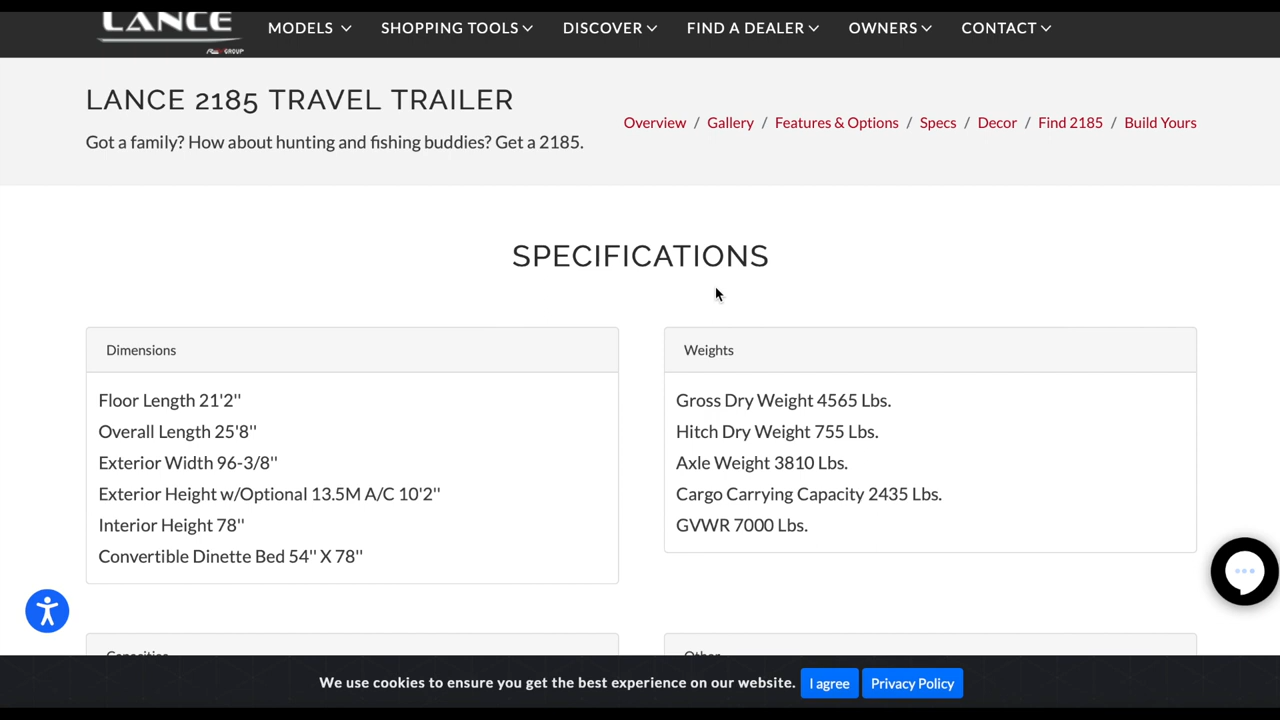 LANCE
REV GROUP
MODELS
SHOPPING TOOLS
DISCOVER
FIND A DEALER
OWNERS
CONTACT
LANCE 2185 TRAVEL TRAILER
Got a family? How about hunting and fishing buddies? Get a 2185.
Overview / Gallery / Features & Options / Specs / Decor / Find 2185 / Build Yours
SPECIFICATIONS
Dimensions
Floor Length 21'2''
Overall Length 25'8''
Exterior Width 96-3/8''
Exterior Height w/Optional 13.5M A/C 10'2''
Interior Height 78''
Convertible Dinette Bed 54'' X 78''
Weights
Gross Dry Weight 4565 Lbs.
Hitch Dry Weight 755 Lbs.
Axle Weight 3810 Lbs.
Cargo Carrying Capacity 2435 Lbs.
GVWR 7000 Lbs.
Capacities
Other
We use cookies to ensure you get the best experience on our website.
I agree
Privacy Policy